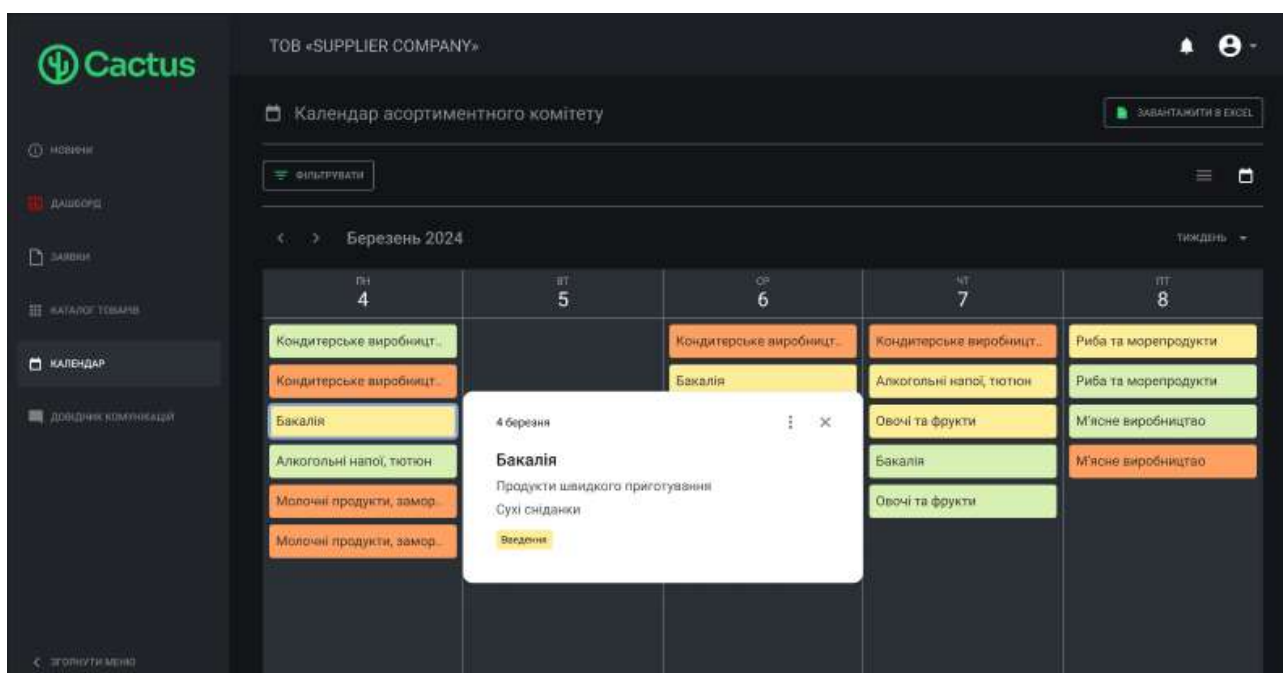 Cactus
ТОВ «SUPPLIER COMPANY»
Календар асортиментного комітету
ЗАВАНТАЖИТИ В EXCEL
НОВИНИ
ФІЛЬТРУВАТИ
ДАШБОРД
Березень 2024
ТИЖДЕНЬ
ЗАЯВКИ
ПН
ВТ
СР
ЧТ
ПТ
4
5
6
7
8
КАТАЛОГ ТОВАРІВ
КАЛЕНДАР
ДОВІДНИК КОМУНІКАЦІЙ
Кондитерське виробницт...
Кондитерське виробницт...
Бакалія
Алкогольні напої, тютюн
Молочні продукти, замор...
Молочні продукти, замор...
Кондитерське виробницт...
Бакалія
Кондитерське виробницт...
Алкогольні напої, тютюн
Овочі та фрукти
Бакалія
Овочі та фрукти
Риба та морепродукти
Риба та морепродукти
М'ясне виробництво
М'ясне виробництво
4 березня
Бакалія
Продукти швидкого приготування
Сухі сніданки
Введення
ЗГОРНУТИ МЕНЮ